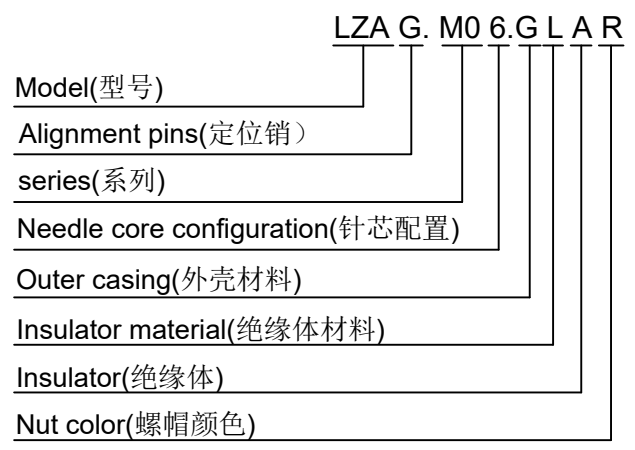 LZA G. M0 6.G L A R
Model(型号)
Alignment pins(定位销）
series(系列)
Needle core configuration(针芯配置)
Outer casing(外壳材料)
Insulator material(绝缘体材料)
Insulator(绝缘体)
Nut color(螺帽颜色)